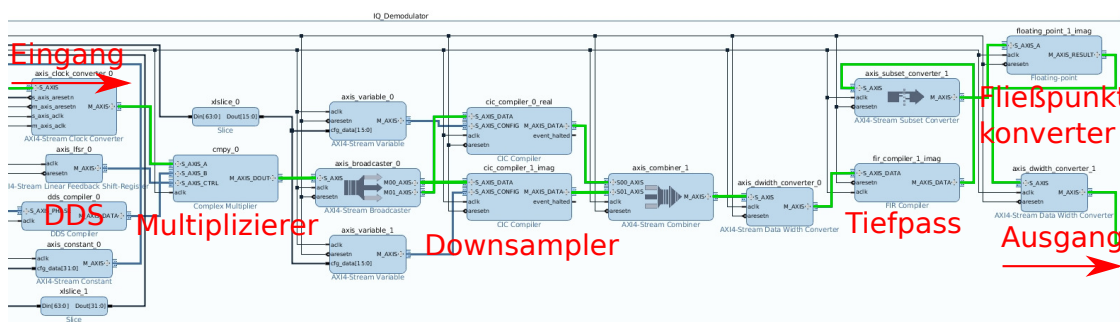 IQ_Demodulator
Eingang
axis_clock_converter_0
S_AXIS
s_axis_aresetn
m_axis_aresetn
s_axis_aclk
m_axis_aclk
M_AXIS
AXI4-Stream Clock Converter
axis_lfsr_0
aclk
aresetn
M_AXIS
I4-Stream Linear Feedback Shift-Register
dds_compiler_0
aclk
DDS
DDS Compiler
axis_constant_0
aclk
cfg_data[31:0]
M_AXIS
AXI4-Stream Constant
xlslice_1
Din[63:0]
Dout[31:0]
Slice
xlslice_0
Din[63:0]
Dout[15:0]
Slice
cmpy_0
S_AXIS_A
S_AXIS_B
S_AXIS_CTRL
aclk
M_AXIS_DOUT
Complex Multiplier
Multiplizierer
axis_variable_0
S_AXIS
aclk
aresetn
cfg_data[15:0]
M_AXIS
AXI4-Stream Variable
axis_broadcaster_0
S_AXIS
aclk
aresetn
M00_AXIS
M01_AXIS
AXI4-Stream Broadcaster
axis_variable_1
aclk
aresetn
cfg_data[15:0]
M_AXIS
AXI4-Stream Variable
cic_compiler_0_real
S_AXIS_DATA
S_AXIS_CONFIG
aclk
aresetn
M_AXIS_DATA
event_halted
CIC Compiler
cic_compiler_1_imag
S_AXIS_DATA
S_AXIS_CONFIG
aclk
aresetn
M_AXIS_DATA
event_halted
CIC Compiler
Downsampler
axis_combiner_0
S00_AXIS
S01_AXIS
aclk
aresetn
M_AXIS
AXI4-Stream Combiner
axis_dwidth_converter_0
S_AXIS
aclk
aresetn
M_AXIS
AXI4-Stream Data Width Converter
axis_subset_converter_1
S_AXIS
aclk
aresetn
M_AXIS
AXI4-Stream Subset Converter
fir_compiler_1_imag
S_AXIS_DATA
aclk
M_AXIS_DATA
FIR Compiler
Tiefpass
floating_point_1_imag
S_AXIS_A
aclk
aresetn
M_AXIS_RESULT
Floating-point
Fließpunkt
konverter
axis_dwidth_converter_1
S_AXIS
aclk
aresetn
M_AXIS
AXI4-Stream Data Width Converter
Ausgang